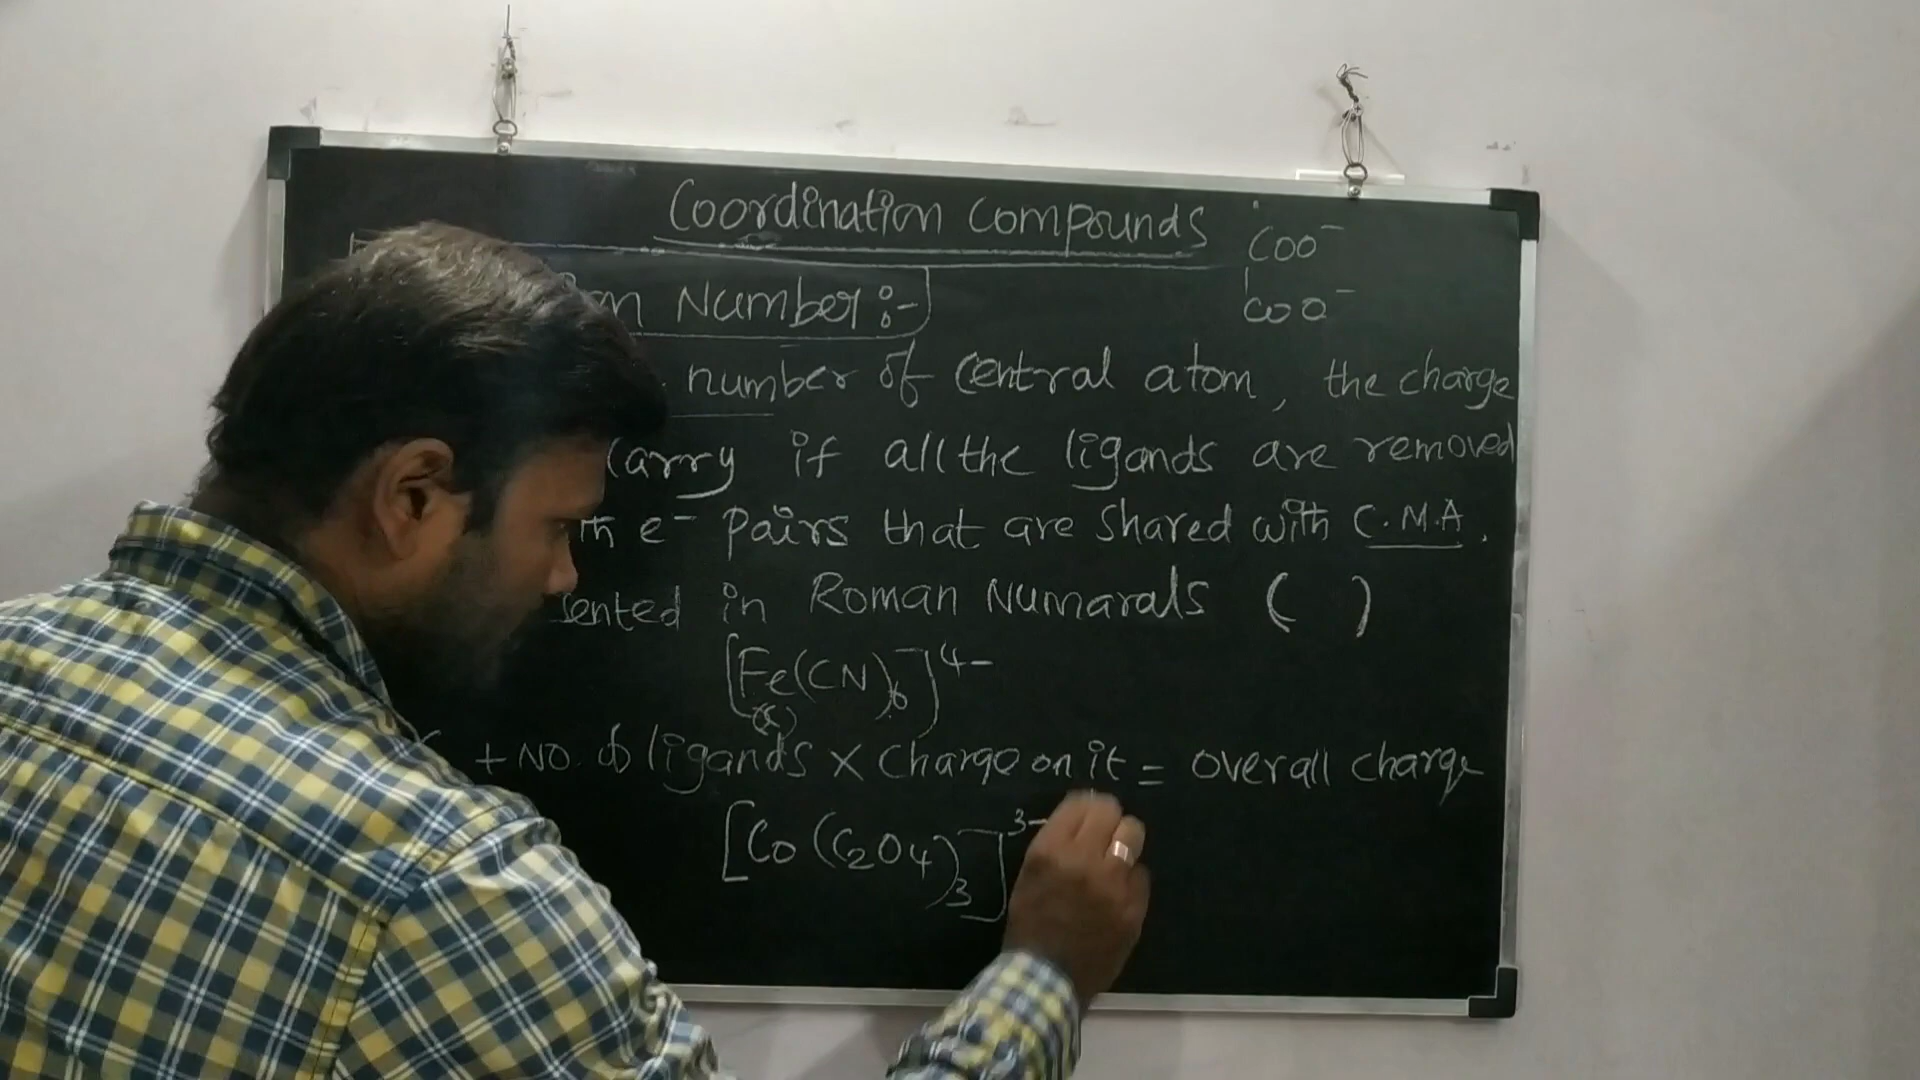 Coordination Compounds
COO⁻
COO⁻
Number :-
number of central atom, the charge
carry if all the ligands are removed
e⁻ pairs that are shared with C.M.A.
in Roman Numarals ( )
[Fe(CN)₆]⁴⁻
(x)
+ NO. of ligands × charge on it = overall charge
[Co(C₂O₄)₃]³⁻